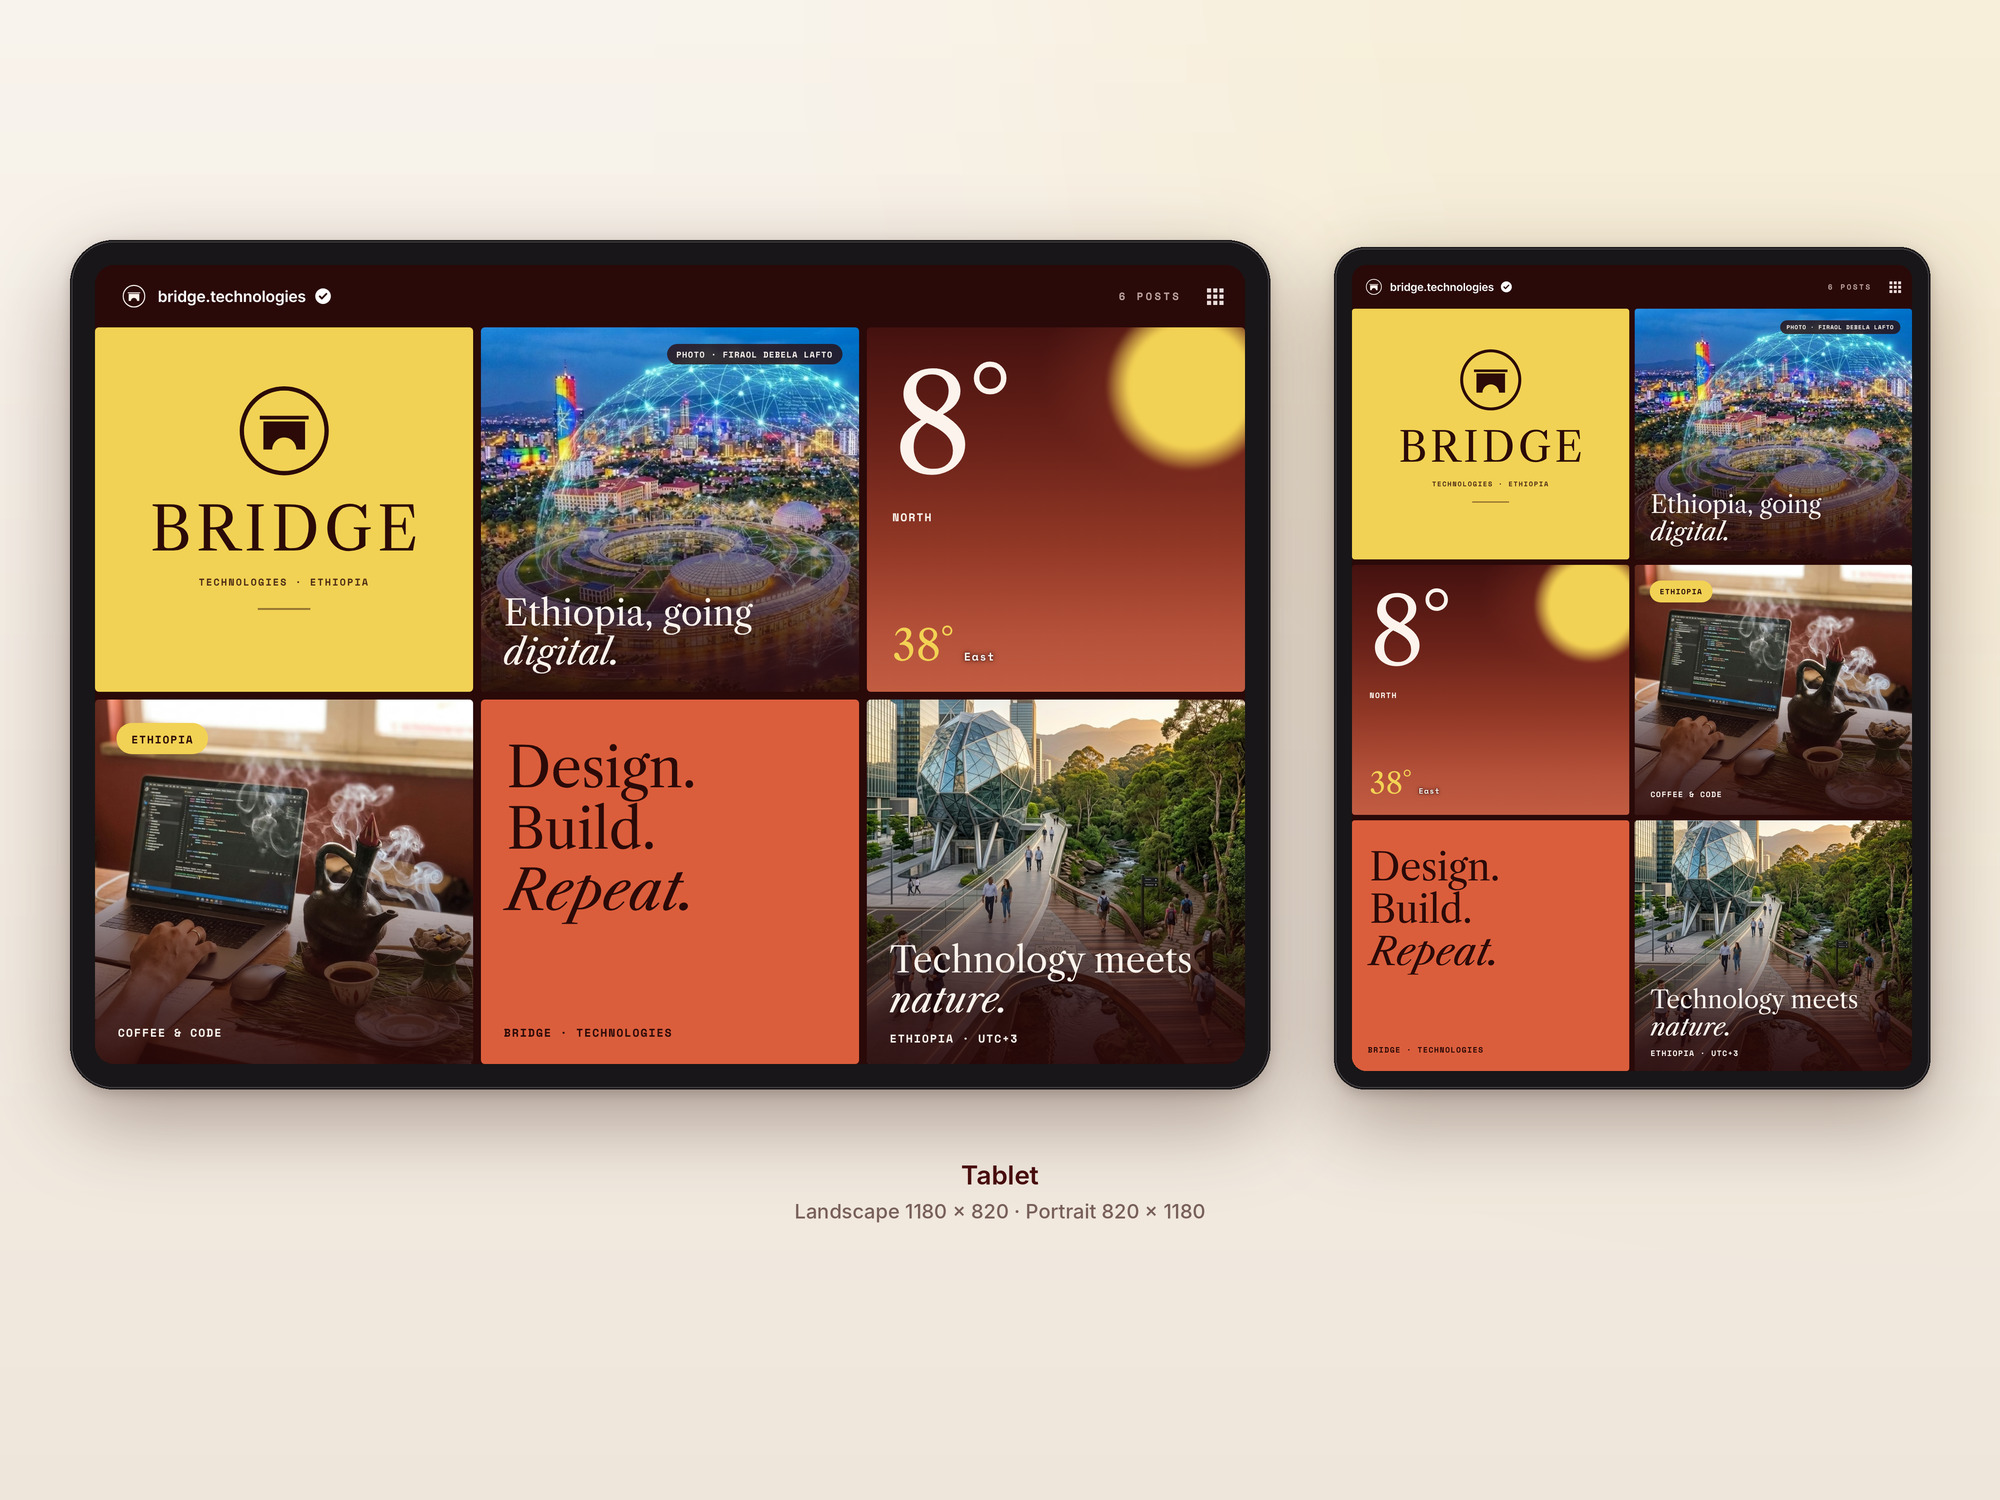 bridge.technologies
6 POSTS
BRIDGE
TECHNOLOGIES · ETHIOPIA
PHOTO · FIRAOL DEBELA LAFTO
Ethiopia, going
digital.
8°
NORTH
38° East
ETHIOPIA
COFFEE & CODE
Design.
Build.
Repeat.
BRIDGE · TECHNOLOGIES
Technology meets
nature.
ETHIOPIA · UTC+3
bridge.technologies
6 POSTS
BRIDGE
TECHNOLOGIES · ETHIOPIA
PHOTO · FIRAOL DEBELA LAFTO
Ethiopia, going
digital.
8°
NORTH
38° East
ETHIOPIA
COFFEE & CODE
Design.
Build.
Repeat.
BRIDGE · TECHNOLOGIES
Technology meets
nature.
ETHIOPIA · UTC+3
Tablet
Landscape 1180 × 820 · Portrait 820 × 1180